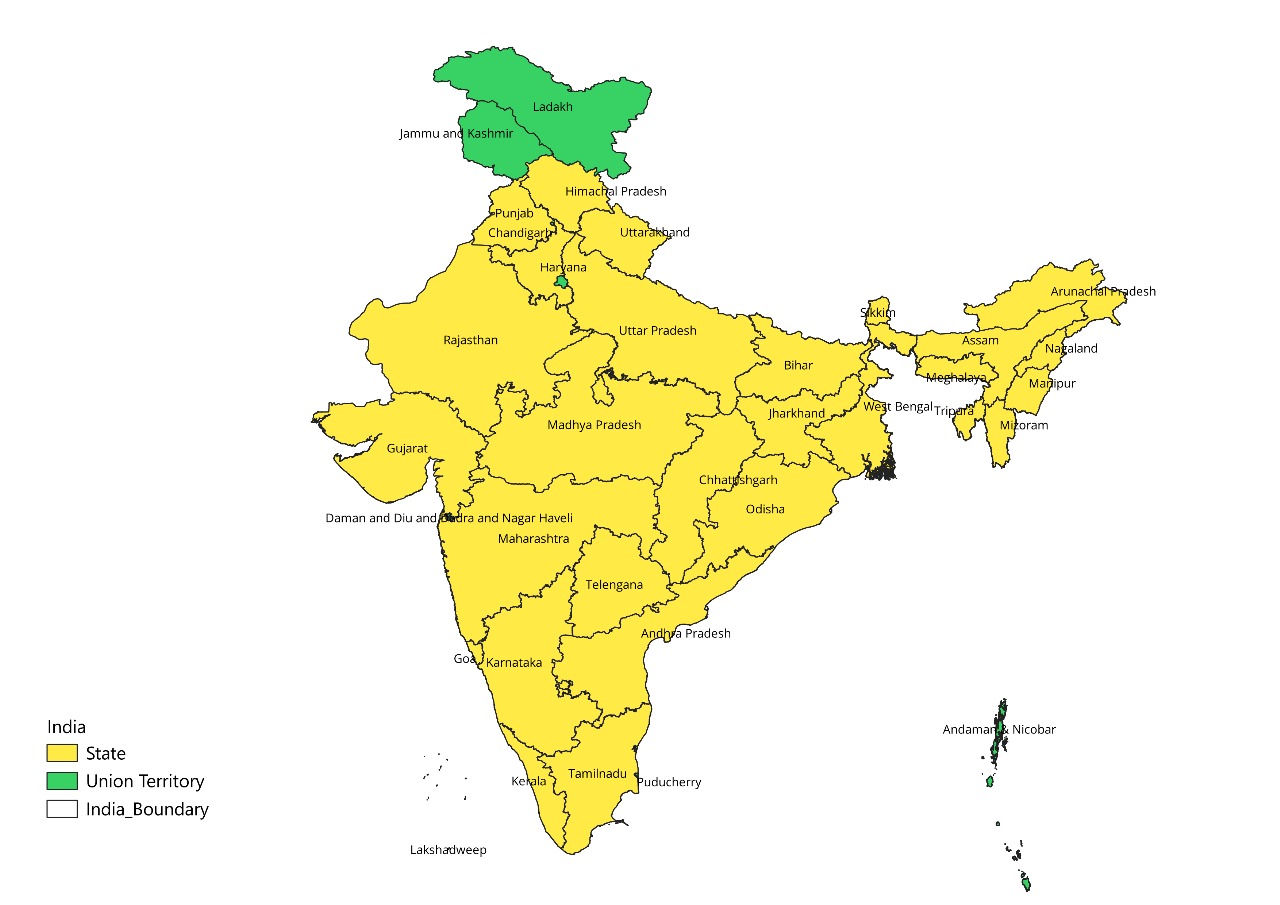 Ladakh
Jammu and Kashmir
Himachal Pradesh
Punjab
Chandigarh
Uttarakhand
Haryana
Arunachal Pradesh
Sikkim
Uttar Pradesh
Rajasthan
Assam
Nagaland
Bihar
Meghalaya
Manipur
West Bengal
Tripura
Jharkhand
Madhya Pradesh
Mizoram
Gujarat
Chhattishgarh
Odisha
Daman and Diu and Dadra and Nagar Haveli
Maharashtra
Telengana
Andhra Pradesh
Goa
Karnataka
Andaman & Nicobar
Tamilnadu
Kerala
Puducherry
Lakshadweep
India
State
Union Territory
India_Boundary